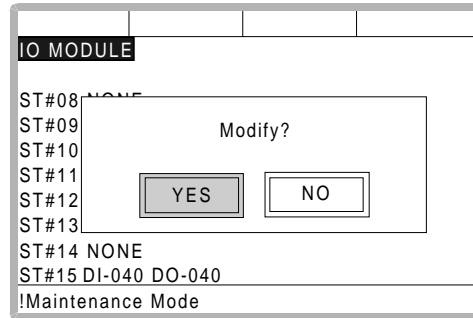 IO MODULE
ST#08 NONE
ST#09
ST#10
ST#11
ST#12
ST#13
Modify?
YES NO
ST#14 NONE
ST#15 DI-040 DO-040
!Maintenance Mode